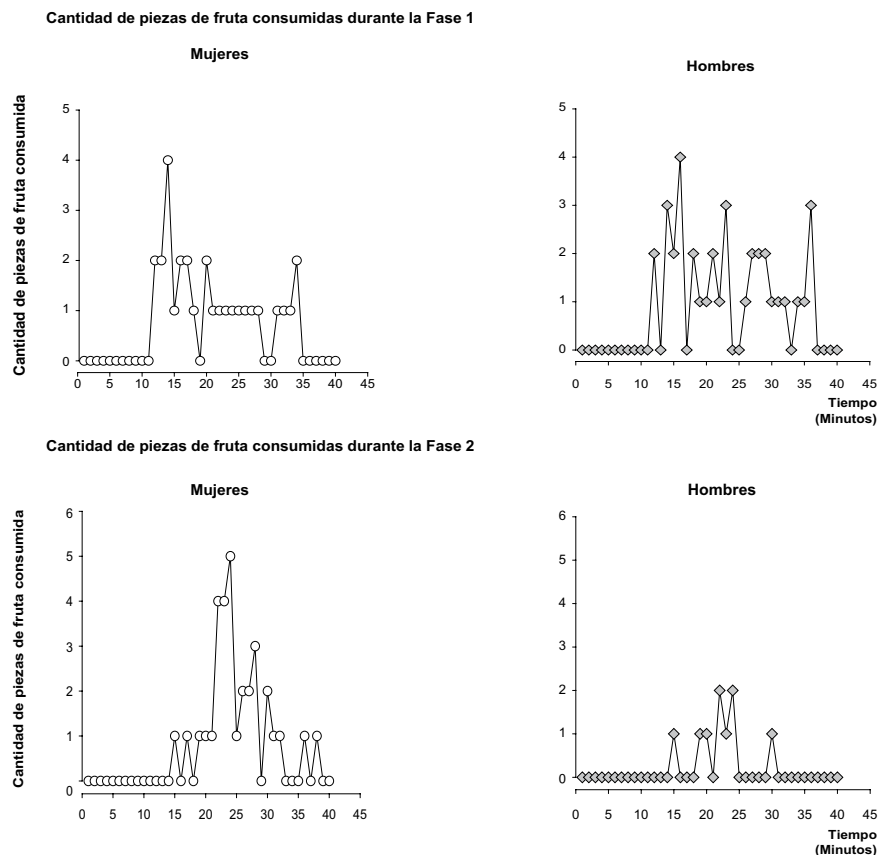 Cantidad de piezas de fruta consumidas durante la Fase 1
Mujeres
Hombres
Cantidad de piezas de fruta consumida
5
4
3
2
1
0
0 5 10 15 20 25 30 35 40 45
5
4
3
2
1
0
0 5 10 15 20 25 30 35 40 45
Tiempo
(Minutos)
Cantidad de piezas de fruta consumidas durante la Fase 2
Mujeres
Hombres
Cantidad de piezas de fruta consumida
6
5
4
3
2
1
0
0 5 10 15 20 25 30 35 40 45
6
5
4
3
2
1
0
0 5 10 15 20 25 30 35 40 45
Tiempo
(Minutos)